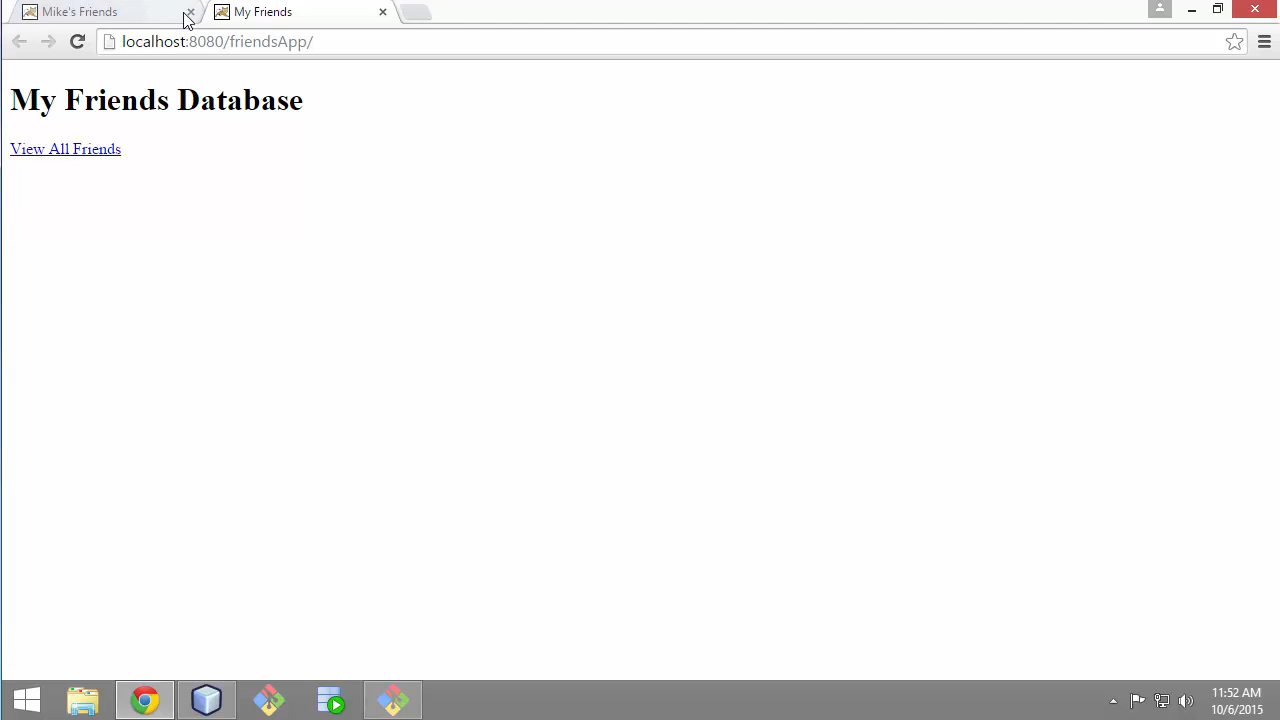 Mike's Friends
My Friends
localhost:8080/friendsApp/
My Friends Database
View All Friends
11:52 AM
10/6/2015